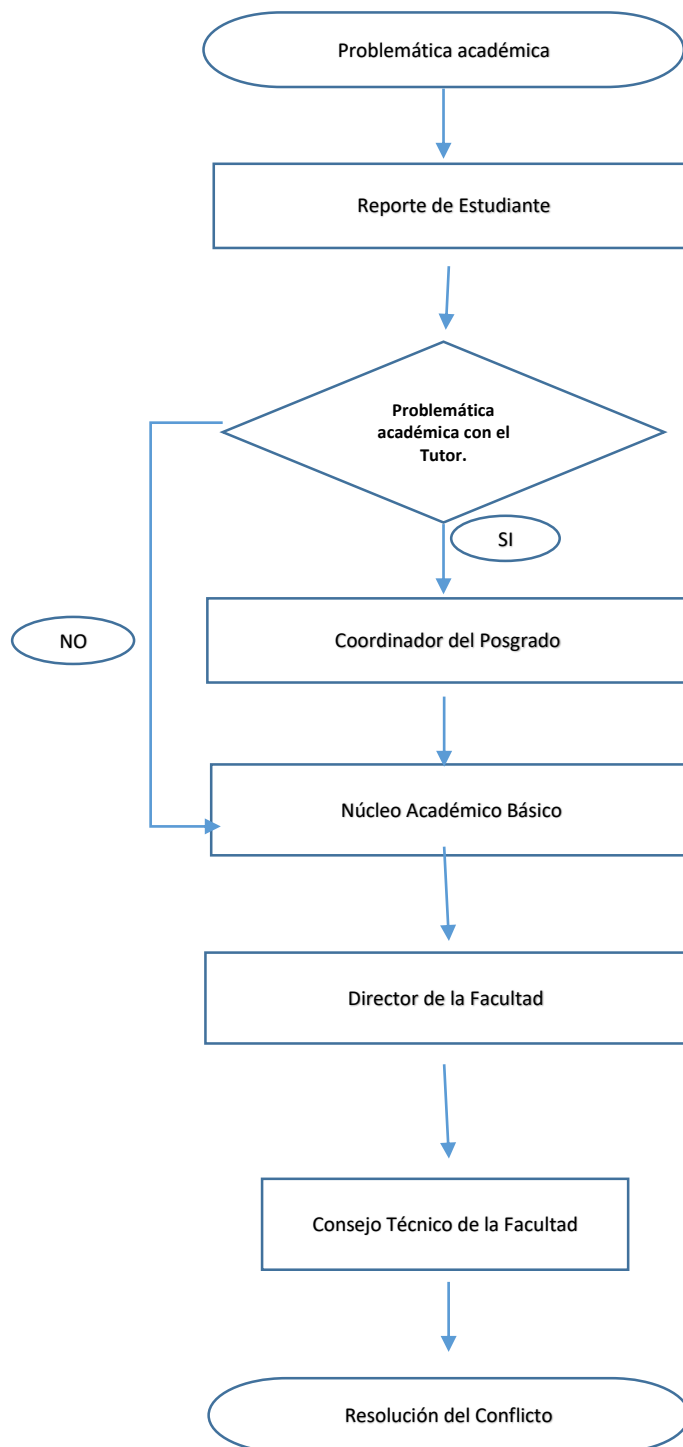 Problemática académica
Reporte de Estudiante
Problemática
académica con el
Tutor.
SI
Coordinador del Posgrado
NO
Núcleo Académico Básico
Director de la Facultad
Consejo Técnico de la Facultad
Resolución del Conflicto